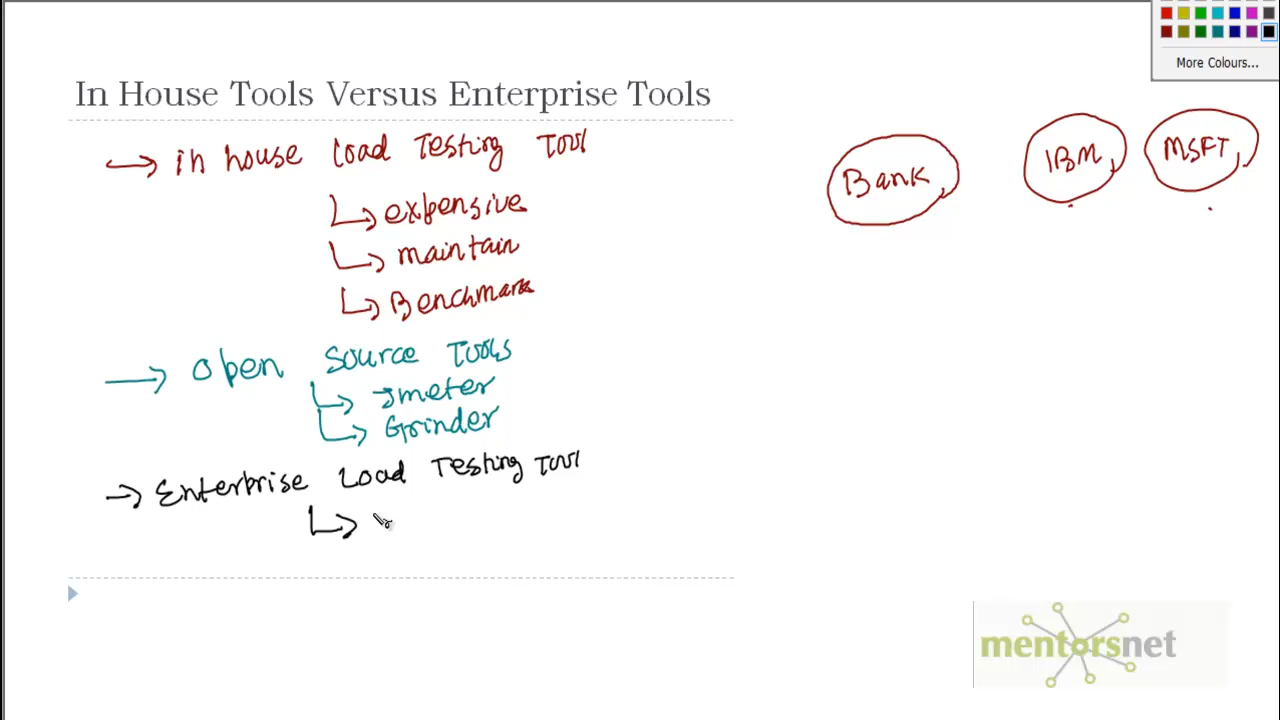 More Colours...
In House Tools Versus Enterprise Tools
in house Load Testing Tool
expensive
maintain
Benchmark
Bank
IBM
MSFT
Open Source Tools
Jmeter
Grinder
Enterprise Load Testing Tool
mentorsnet